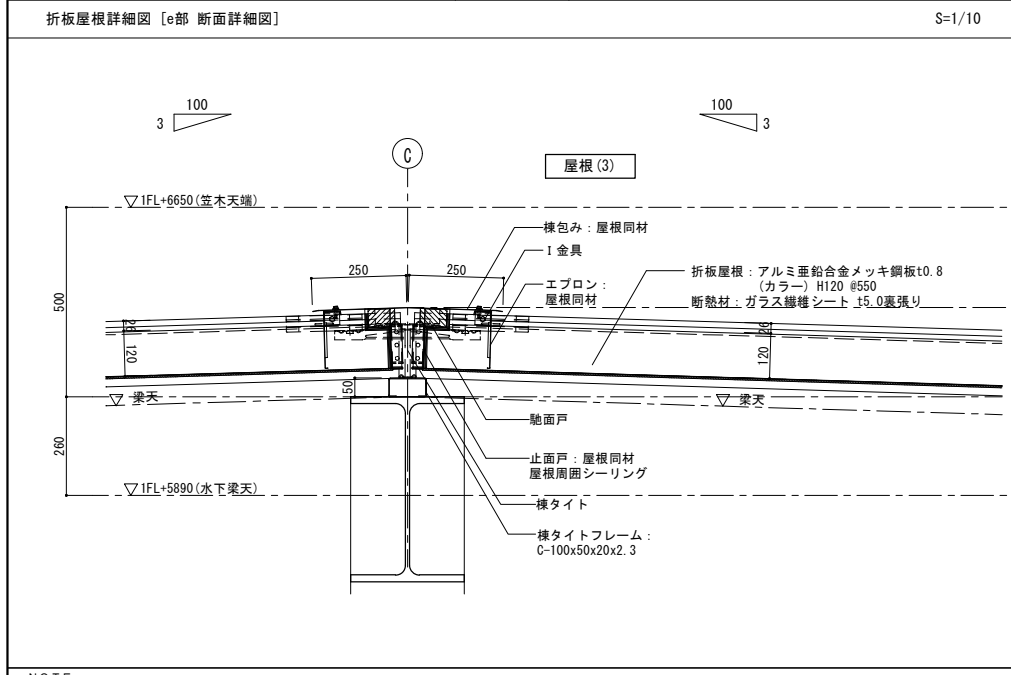 折板屋根詳細図 [e部 断面詳細図]
S=1/10
100
3
100
3
C
屋根(3)
▽1FL+6650(笠木天端)
棟包み：屋根同材
I 金具
250
250
エプロン：
屋根同材
折板屋根：アルミ亜鉛合金メッキ鋼板t0.8
(カラー) H120 @550
断熱材：ガラス繊維シート t5.0裏張り
500
26
120
26
120
50
▽ 梁天
▽ 梁天
馳面戸
260
止面戸：屋根同材
屋根周囲シーリング
▽1FL+5890(水下梁天)
棟タイト
棟タイトフレーム：
C-100x50x20x2.3